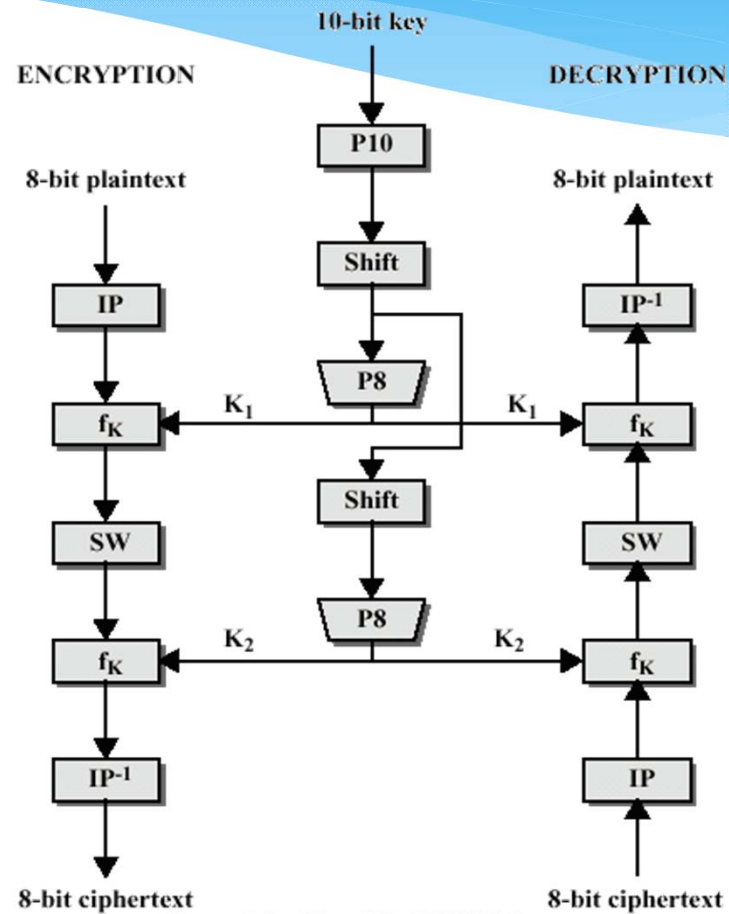 10-bit key
ENCRYPTION
DECRYPTION
P10
8-bit plaintext
8-bit plaintext
Shift
IP
IP-1
P8
K1
K1
fK
fK
Shift
SW
SW
P8
K2
K2
fK
fK
IP-1
IP
8-bit ciphertext
8-bit ciphertext